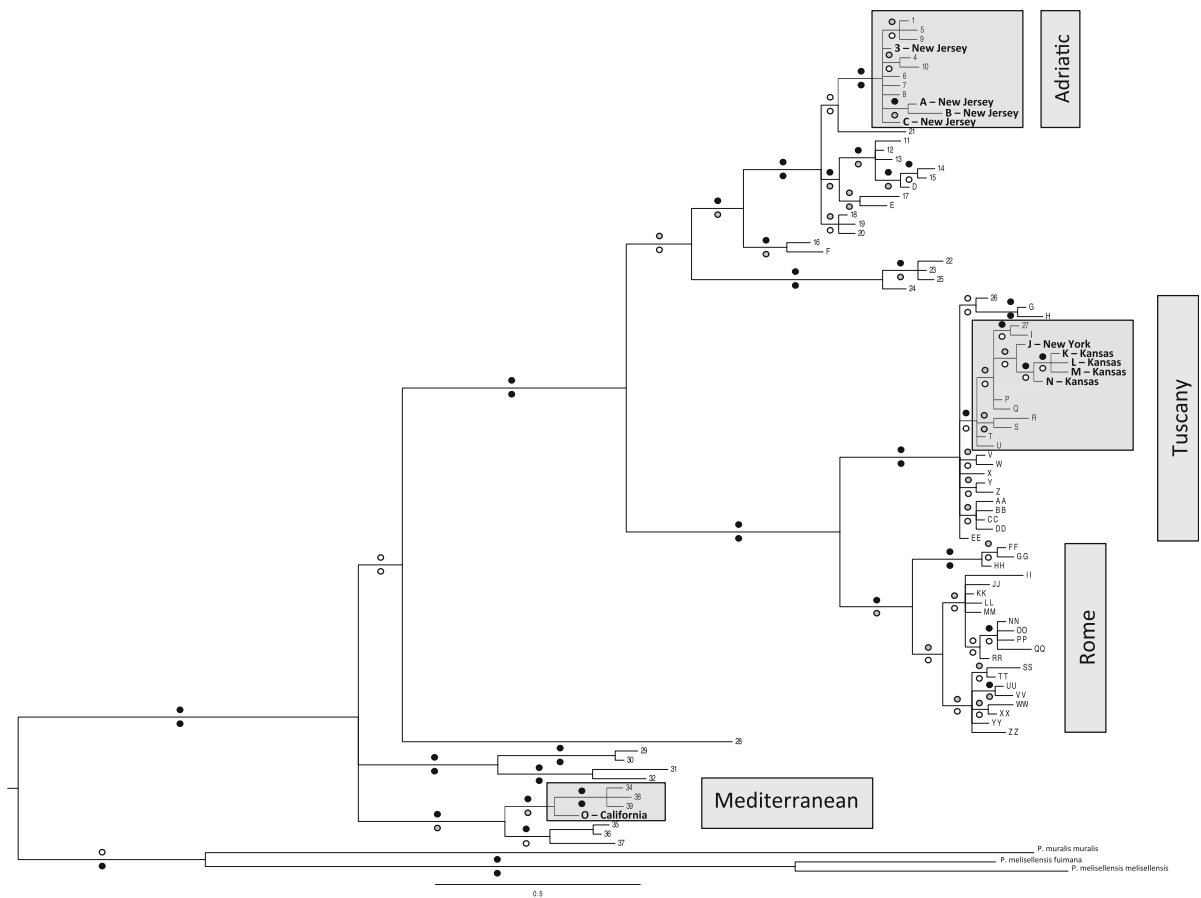 1
5
9
3 – New Jersey
4
10
6
7
8
A – New Jersey
B – New Jersey
C – New Jersey
21
Adriatic
11
12
13
14
15
D
17
E
18
19
20
16
F
22
23
25
24
26
G
H
27
I
J – New York
K – Kansas
L – Kansas
M – Kansas
N – Kansas
P
Q
R
S
T
U
V
W
X
Y
Z
AA
BB
CC
DD
EE
Tuscany
FF
GG
HH
II
JJ
KK
LL
MM
NN
OO
PP
QQ
RR
SS
TT
UU
VV
WW
XX
YY
ZZ
Rome
28
29
30
31
32
34
38
39
O – California
Mediterranean
35
36
37
P. muralis muralis
P. melisellensis fuimana
P. melisellensis melisellensis
0.5